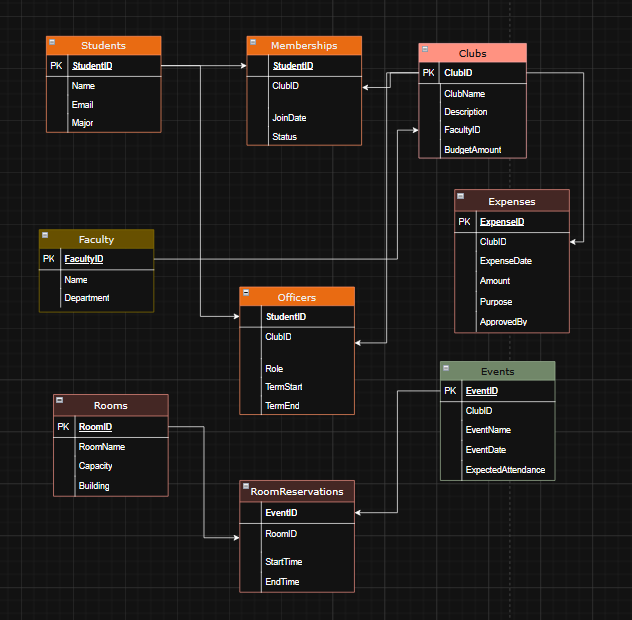 Students
PK StudentID
Name
Email
Major
Memberships
StudentID
ClubID
JoinDate
Status
Clubs
PK ClubID
ClubName
Description
FacultyID
BudgetAmount
Expenses
PK ExpenseID
ClubID
ExpenseDate
Amount
Purpose
ApprovedBy
Faculty
PK FacultyID
Name
Department
Officers
StudentID
ClubID
Role
TermStart
TermEnd
Events
PK EventID
ClubID
EventName
EventDate
ExpectedAttendance
Rooms
PK RoomID
RoomName
Capacity
Building
RoomReservations
EventID
RoomID
StartTime
EndTime